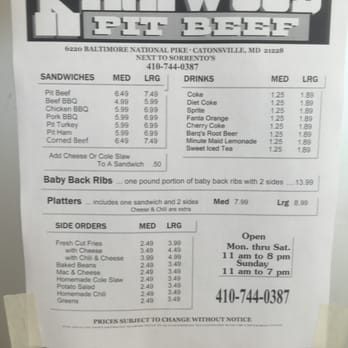 PIT BEEF
6220 BALTIMORE NATIONAL PIKE · CATONSVILLE, MD 21228
NEXT TO SORRENTO'S
410-744-0387
SANDWICHES MED LRG
Pit Beef 6.49 7.49
Beef BBQ 4.99 5.99
Chicken BBQ 5.99 6.99
Pork BBQ 5.99 6.99
Pit Turkey 5.99 6.99
Pit Ham 5.99 6.99
Corned Beef 6.49 7.49
Add Cheese Or Cole Slaw
To A Sandwich .50
DRINKS MED LRG
Coke 1.25 1.89
Diet Coke 1.25 1.89
Sprite 1.25 1.89
Fanta Orange 1.25 1.89
Cherry Coke 1.25 1.89
Barq's Root Beer 1.25 1.89
Minute Maid Lemonade 1.25 1.89
Sweet Iced Tea 1.25 1.89
Baby Back Ribs ... one pound portion of baby back ribs with 2 sides ....13.99
Platters .. includes one sandwich and 2 sides Med 7.99 Lrg 8.99
Cheese & Chili are extra
SIDE ORDERS MED LRG
Fresh Cut Fries 2.49 3.99
with Cheese 3.49 4.99
with Chili & Cheese 3.99
Baked Beans 2.49 3.49
Mac & Cheese 2.49 3.49
Homemade Cole Slaw 2.49 3.49
Potato Salad 2.49 3.49
Homemade Chili 2.49 3.49
Greens 2.49 3.49
Open
Mon. thru Sat.
11 am to 8 pm
Sunday
11 am to 7 pm
410-744-0387
PRICES SUBJECT TO CHANGE WITHOUT NOTICE